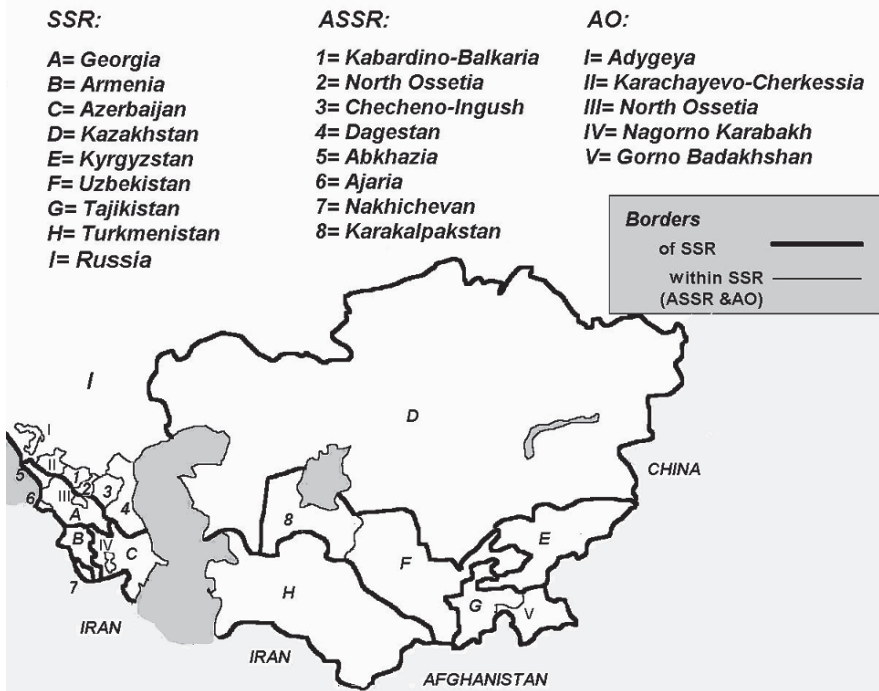 SSR:
A= Georgia
B= Armenia
C= Azerbaijan
D= Kazakhstan
E= Kyrgyzstan
F= Uzbekistan
G= Tajikistan
H= Turkmenistan
I= Russia
ASSR:
1= Kabardino-Balkaria
2= North Ossetia
3= Checheno-Ingush
4= Dagestan
5= Abkhazia
6= Ajaria
7= Nakhichevan
8= Karakalpakstan
AO:
I= Adygeya
II= Karachayevo-Cherkessia
III= North Ossetia
IV= Nagorno Karabakh
V= Gorno Badakhshan
Borders
of SSR
within SSR
(ASSR &AO)
I
D
I
II
1
2
3
4
5
6
III
A
B
IV
C
7
8
CHINA
E
F
G
V
H
IRAN
IRAN
AFGHANISTAN